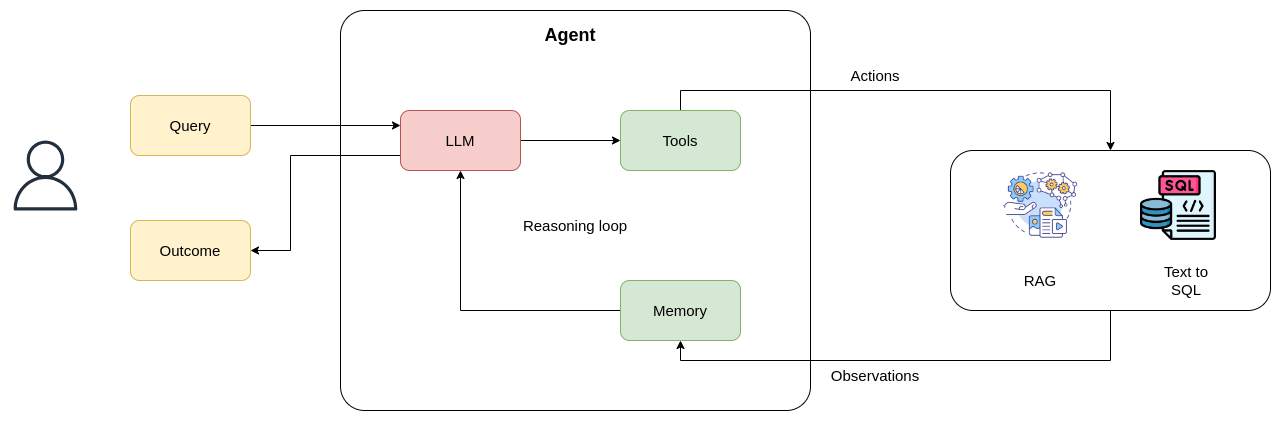 Agent
Actions
Query
LLM
Tools
SQL
</>
Reasoning loop
Outcome
RAG
Text to
SQL
Memory
Observations